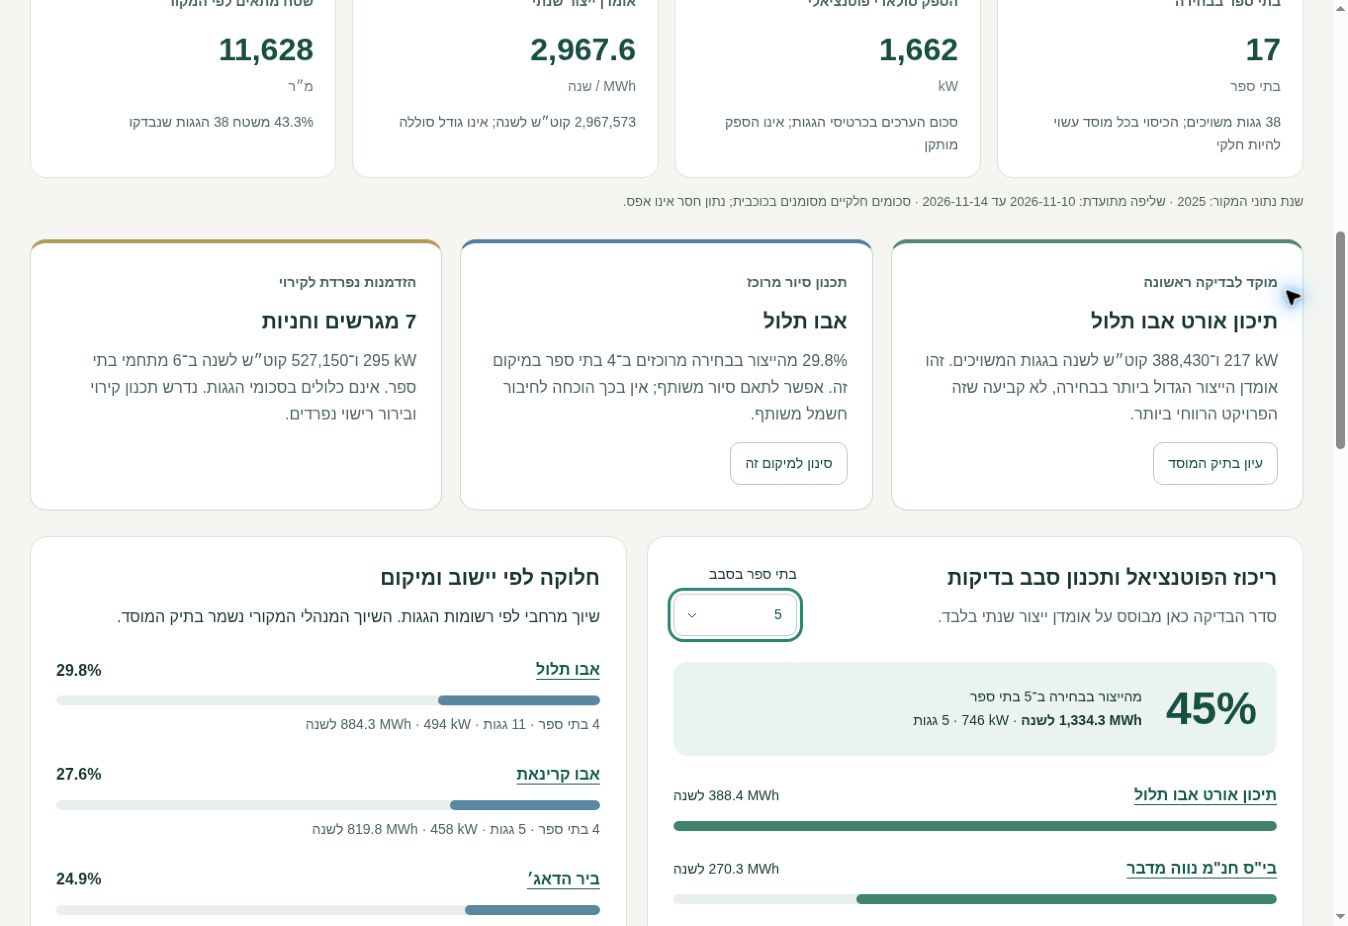 בתי ספר בבחירה
17
בתי ספר
38 גגות משויכים; הכיסוי בכל מוסד עשוי
להיות חלקי
הספק סולארי פוטנציאלי
1,662
kW
סכום הערכים בכרטיסי הגגות; אינו הספק
מותקן
אומדן ייצור שנתי
2,967.6
MWh / שנה
2,967,573 קוט״ש לשנה; אינו גודל סוללה
שטח מתאים לפי המקור
11,628
מ״ר
43.3% משטח 38 הגגות שנבדקו
שנת נתוני המקור: 2025 · שליפה מתועדת: 2026-11-10 עד 2026-11-14 · סכומים חלקיים מסומנים בכוכבית; נתון חסר אינו אפס.
מוקד לבדיקה ראשונה
תיכון אורט אבו תלול
217 kW ו־388,430 קוט״ש לשנה בגגות המשויכים. זהו
אומדן הייצור הגדול ביותר בבחירה, לא קביעה שזה
הפרויקט הרווחי ביותר.
עיון בתיק המוסד
תכנון סיור מרוכז
אבו תלול
29.8% מהייצור בבחירה מרוכזים ב־4 בתי ספר במיקום
זה. אפשר לתאם סיור משותף; אין בכך הוכחה לחיבור
חשמל משותף.
סינון למיקום זה
הזדמנות נפרדת לקירוי
7 מגרשים וחניות
295 kW ו־527,150 קוט״ש לשנה ב־6 מתחמי בתי
ספר. אינם כלולים בסכומי הגגות. נדרש תכנון קירוי
ובירור רישוי נפרדים.
ריכוז הפוטנציאל ותכנון סבב בדיקות
סדר הבדיקה כאן מבוסס על אומדן ייצור שנתי בלבד.
בתי ספר בסבב
5
45%
מהייצור בבחירה ב־5 בתי ספר
1,334.3 MWh לשנה · 746 kW · 5 גגות
תיכון אורט אבו תלול
388.4 MWh לשנה
בי"ס חנ"מ נווה מדבר
270.3 MWh לשנה
חלוקה לפי יישוב ומיקום
שיוך מרחבי לפי רשומות הגגות. השיוך המנהלי המקורי נשמר בתיק המוסד.
אבו תלול
29.8%
4 בתי ספר · 11 גגות · 494 kW · 884.3 MWh לשנה
אבו קרינאת
27.6%
4 בתי ספר · 5 גגות · 458 kW · 819.8 MWh לשנה
ביר הדאג׳
24.9%